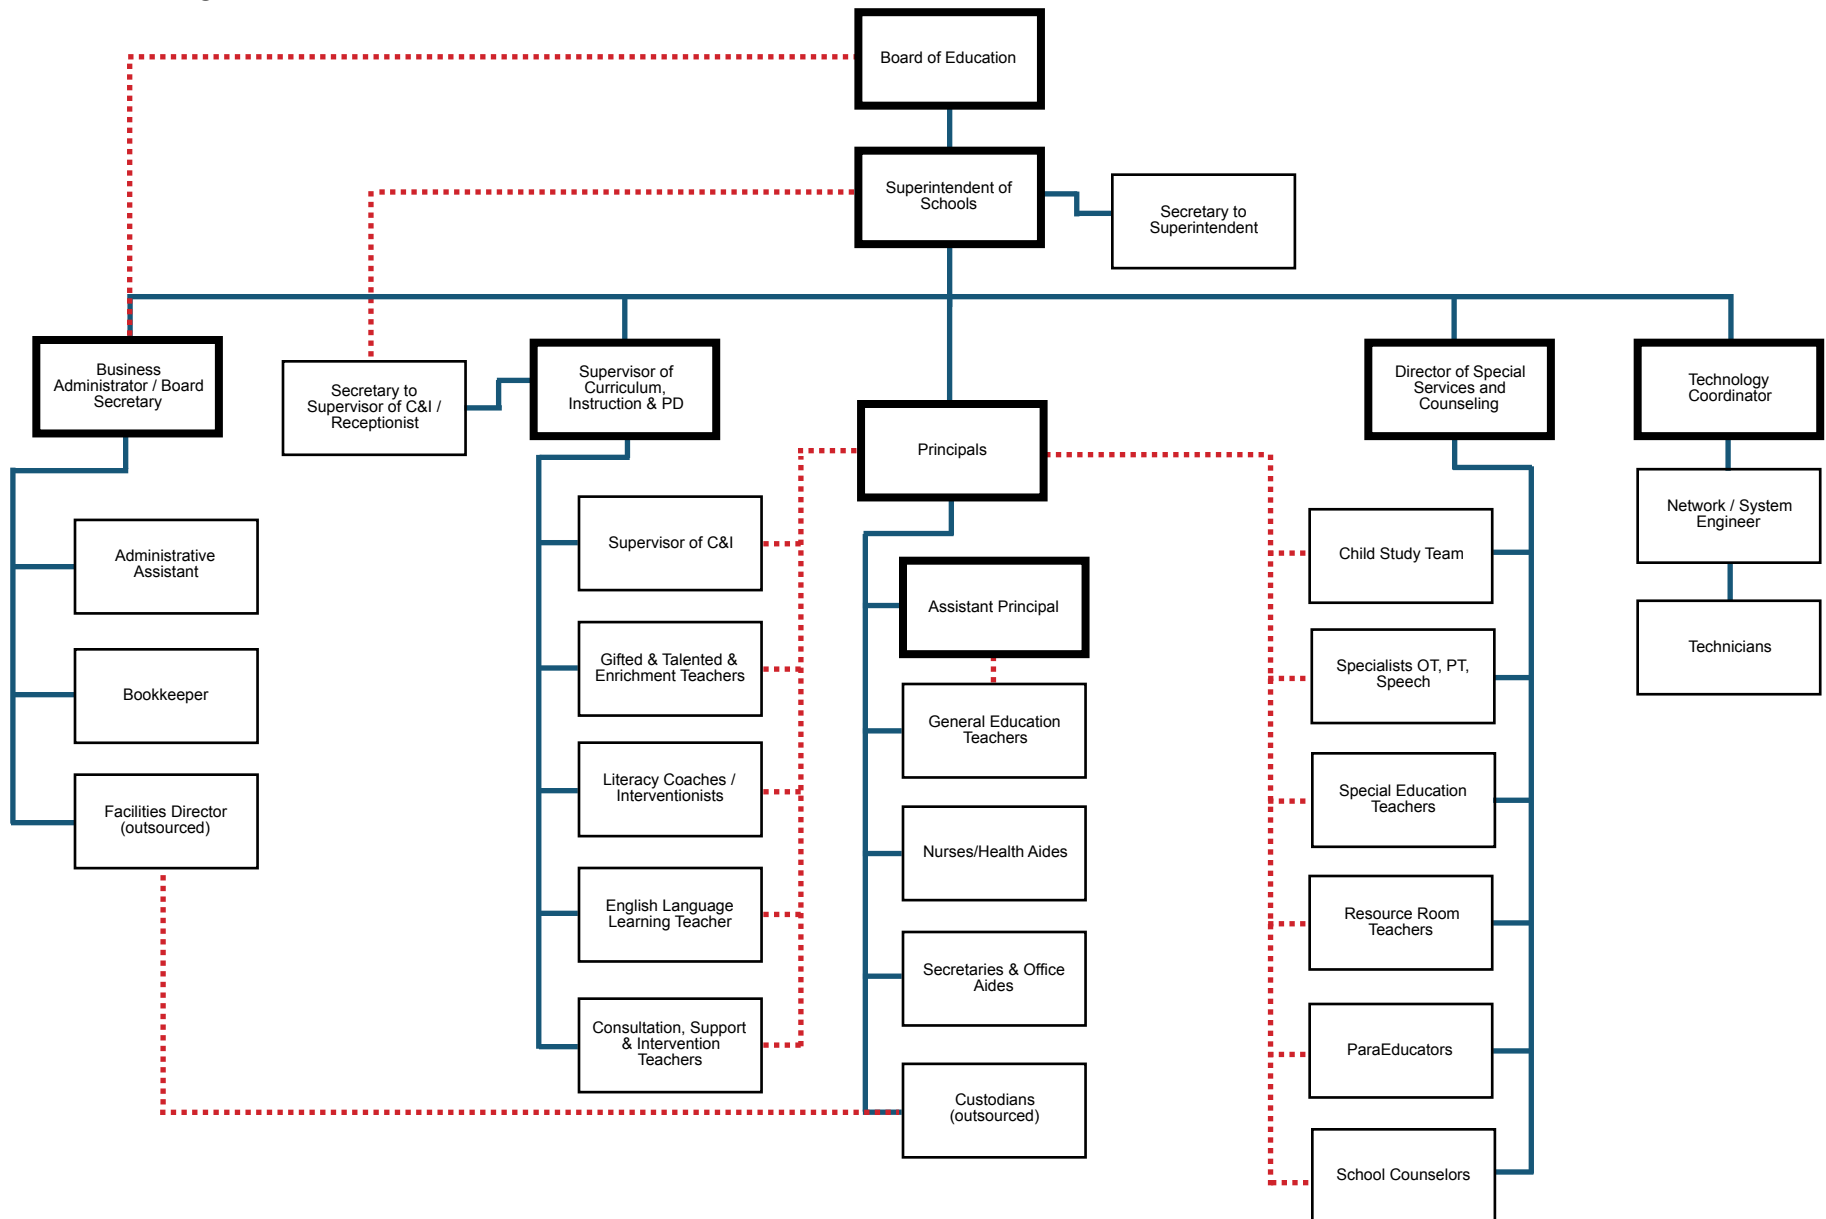 Board of Education
Superintendent of
Schools
Secretary to
Superintendent
Business
Administrator / Board
Secretary
Secretary to
Supervisor of C&I /
Receptionist
Supervisor of
Curriculum,
Instruction & PD
Principals
Director of Special
Services and
Counseling
Technology
Coordinator
Administrative
Assistant
Bookkeeper
Facilities Director
(outsourced)
Supervisor of C&I
Gifted & Talented &
Enrichment Teachers
Literacy Coaches /
Interventionists
English Language
Learning Teacher
Consultation, Support
& Intervention
Teachers
Assistant Principal
General Education
Teachers
Nurses/Health Aides
Secretaries & Office
Aides
Custodians
(outsourced)
Child Study Team
Specialists OT, PT,
Speech
Special Education
Teachers
Resource Room
Teachers
ParaEducators
School Counselors
Network / System
Engineer
Technicians